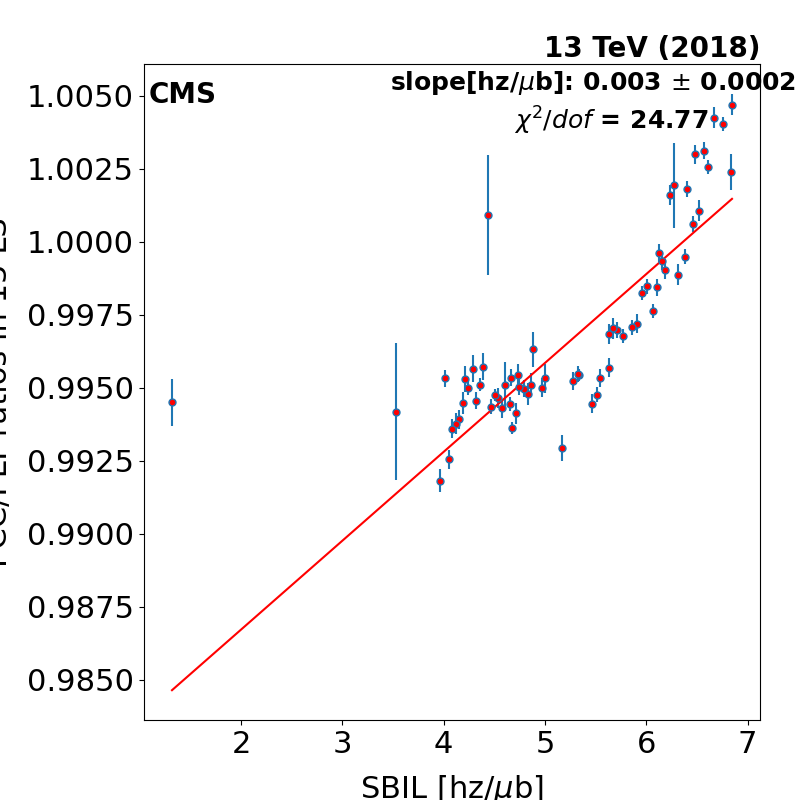 13 TeV (2018)
CMS
slope[hz/μb]: 0.003 ± 0.0002
χ²/dof = 24.77
1.0050
1.0025
1.0000
0.9975
0.9950
0.9925
0.9900
0.9875
0.9850
2 3 4 5 6 7
SBIL [hz/μb]